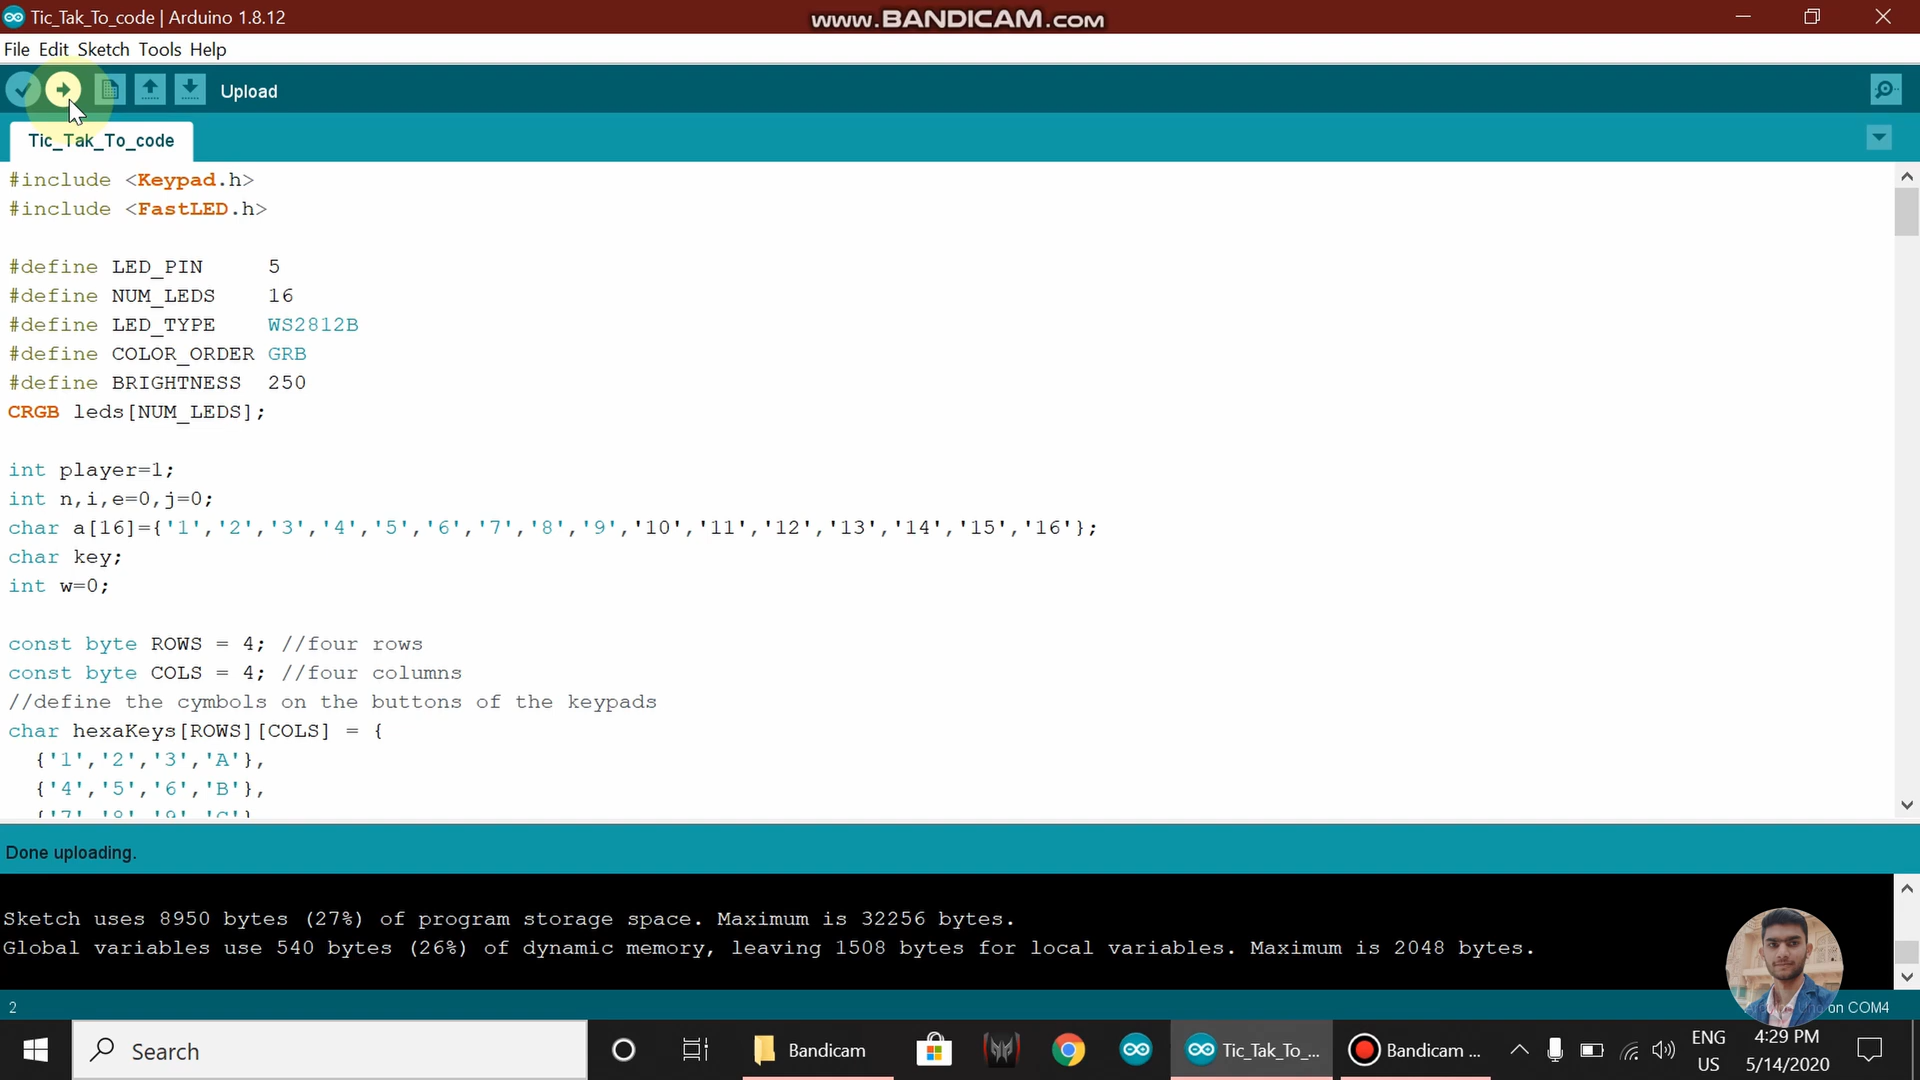 Tic_Tak_To_code | Arduino 1.8.12
www.BANDICAM.COM
File Edit Sketch Tools Help
Upload
Tic_Tak_To_code
#include <Keypad.h>
#include <FastLED.h>
#define LED_PIN 5
#define NUM_LEDS 16
#define LED_TYPE WS2812B
#define COLOR_ORDER GRB
#define BRIGHTNESS 250
CRGB leds[NUM_LEDS];
int player=1;
int n,i,e=0,j=0;
char a[16]={'1','2','3','4','5','6','7','8','9','10','11','12','13','14','15','16'};
char key;
int w=0;
const byte ROWS = 4; //four rows
const byte COLS = 4; //four columns
//define the cymbols on the buttons of the keypads
char hexaKeys[ROWS][COLS] = {
{'1','2','3','A'},
{'4','5','6','B'},
{'7','8','9','C'}
Done uploading.
Sketch uses 8950 bytes (27%) of program storage space. Maximum is 32256 bytes.
Global variables use 540 bytes (26%) of dynamic memory, leaving 1508 bytes for local variables. Maximum is 2048 bytes.
2
on COM4
Search
Bandicam
Tic_Tak_To_...
Bandicam ...
ENG
US
4:29 PM
5/14/2020